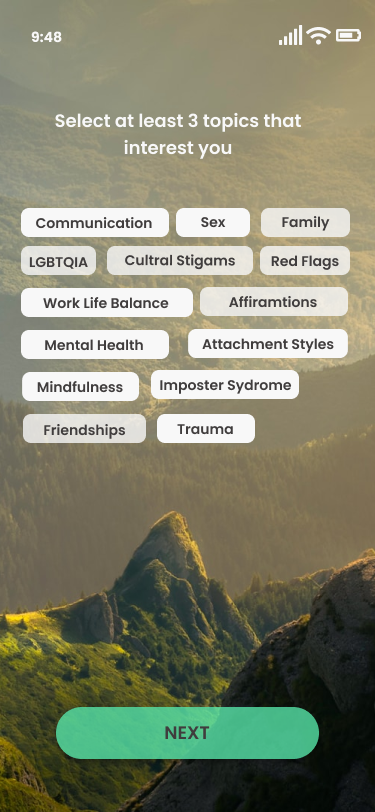 9:48
Select at least 3 topics that
interest you
Communication Sex Family
LGBTQIA Cultral Stigams Red Flags
Work Life Balance Affiramtions
Mental Health Attachment Styles
Mindfulness Imposter Sydrome
Friendships Trauma
NEXT